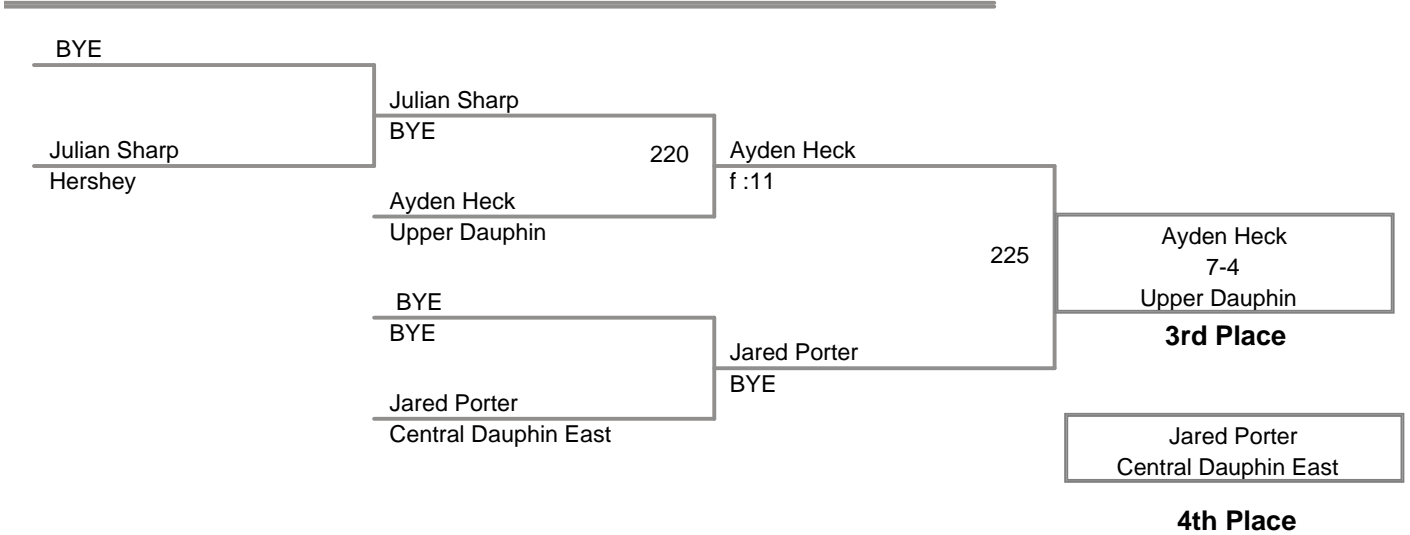 BYE
Julian Sharp
Hershey
Julian Sharp
BYE
220
Ayden Heck
Upper Dauphin
BYE
BYE
Jared Porter
Central Dauphin East
Ayden Heck
f :11
225
Jared Porter
BYE
Ayden Heck
7-4
Upper Dauphin
3rd Place
Jared Porter
Central Dauphin East
4th Place